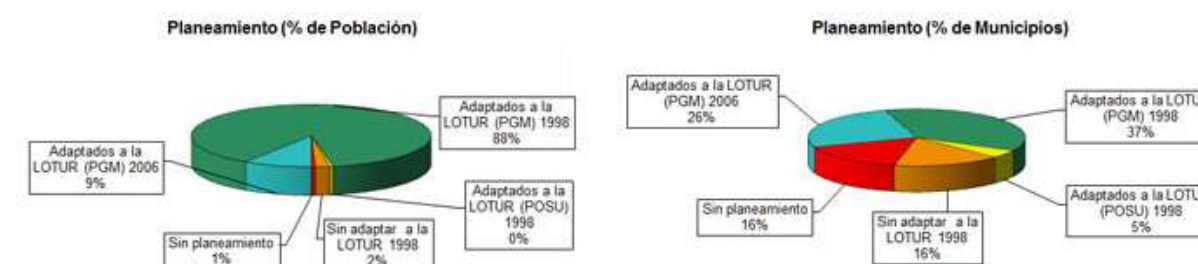 Planeamiento (% de Población)
Adaptados a la
LOTUR (PGM) 1998
88%
Adaptados a la
LOTUR (PGM) 2006
9%
Adaptados a la
LOTUR (POSU)
1998
0%
Sin planeamiento
1%
Sin adaptar a la
LOTUR 1998
2%
Planeamiento (% de Municipios)
Adaptados a la LOTUR
(PGM) 2006
26%
Adaptados a la LOTU
(PGM) 1998
37%
Adaptados a la LOTU
(POSU) 1998
5%
Sin planeamiento
16%
Sin adaptar a la
LOTUR 1998
16%